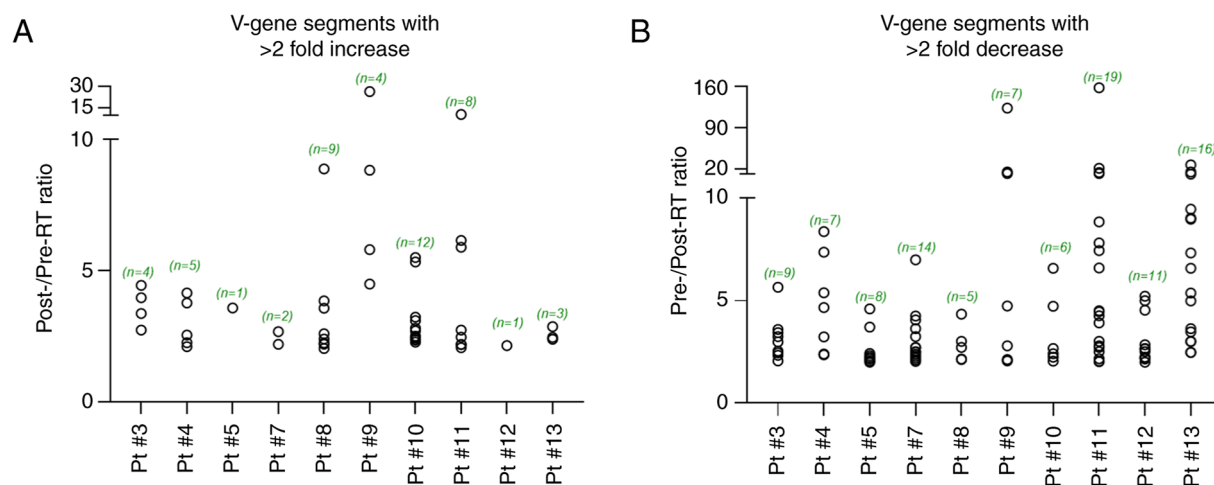 A
V-gene segments with
>2 fold increase
Post-/Pre-RT ratio
30
15
10
5
0
(n=4)
(n=5)
(n=1)
(n=2)
(n=9)
(n=4)
(n=12)
(n=8)
(n=1)
(n=3)
Pt #3
Pt #4
Pt #5
Pt #7
Pt #8
Pt #9
Pt #10
Pt #11
Pt #12
Pt #13
B
V-gene segments with
>2 fold decrease
Pre-/Post-RT ratio
160
90
20
10
5
0
(n=9)
(n=7)
(n=8)
(n=14)
(n=5)
(n=7)
(n=6)
(n=19)
(n=11)
(n=16)
Pt #3
Pt #4
Pt #5
Pt #7
Pt #8
Pt #9
Pt #10
Pt #11
Pt #12
Pt #13